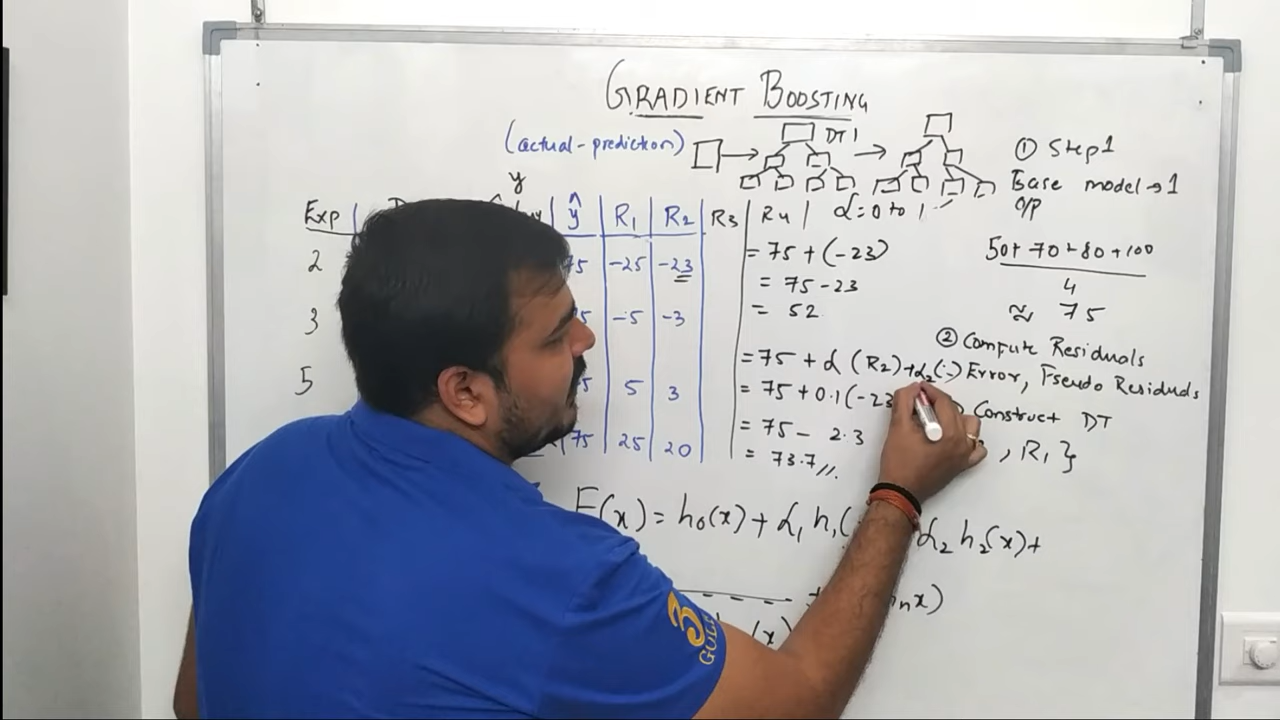 GRADIENT BOOSTING
(actual-prediction)
DT1
① Step1
Base model → 1
O/P
y
Exp | ŷ | R₁ | R₂ | R₃ | R₄ | α = 0 to 1
2 75 -25 -23
3 -5 -3
5 5 3
75 25 20
= 75 + (-23)
= 75 - 23
= 52
= 75 + α (R₂) + α₂(-)
= 75 + 0.1 (-23
= 75 - 2.3
= 73.7 //.
50+ 70+80+100
4
≈ 75
② Compute Residuals
Error, Pseudo Residuals
Construct DT
, R₁ }
F(x) = h₀(x) + α₁ h₁( α₂ h₂(x) +
(x)
3
GULF